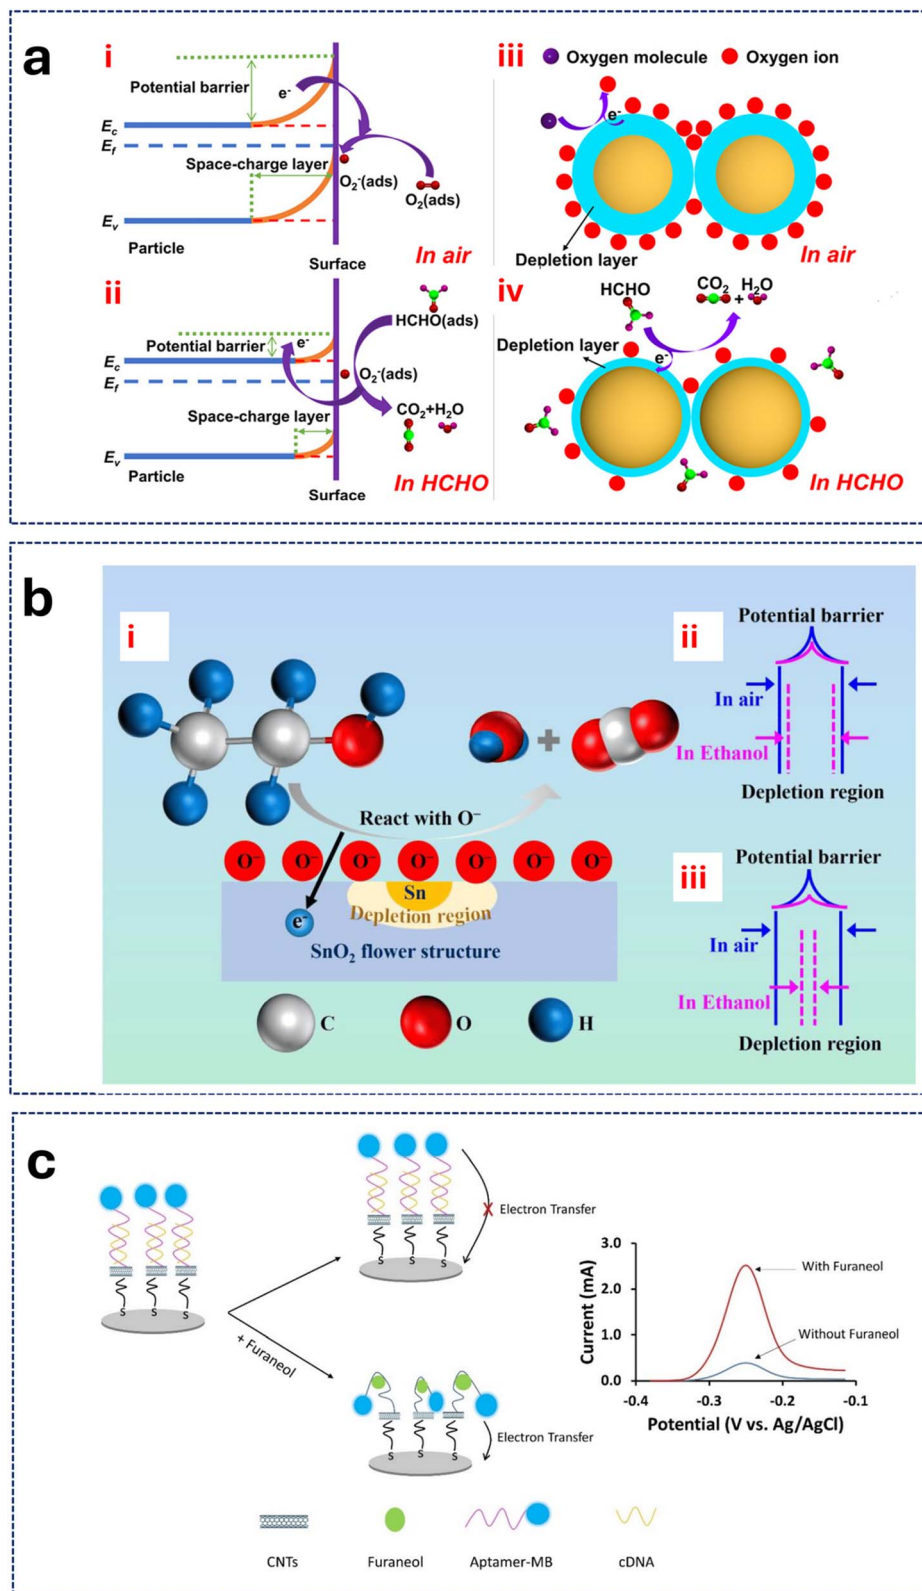 a
i
Potential barrier
e-
Ec
Ef
Space-charge layer
O2-(ads)
O2(ads)
Ev
Particle
Surface
In air
ii
HCHO(ads)
Potential barrier
e-
Ec
Ef
O2-(ads)
Space-charge layer
CO2+H2O
Ev
Particle
Surface
In HCHO
iii
Oxygen molecule
Oxygen ion
e-
Depletion layer
In air
iv
HCHO
CO2 + H2O
Depletion layer
e-
In HCHO
b
i
+
React with O−
O− O− O− O− O− O− O−
Sn
Depletion region
e-
SnO2 flower structure
C
O
H
ii
Potential barrier
In air
In Ethanol
Depletion region
iii
Potential barrier
In air
In Ethanol
Depletion region
c
S S S
+ Furaneol
S S S
X
Electron Transfer
S S S
Electron Transfer
CNTs
Furaneol
Aptamer-MB
cDNA
3.0
2.0
1.0
0.0
Current (mA)
With Furaneol
Without Furaneol
-0.4 -0.3 -0.2 -0.1
Potential (V vs. Ag/AgCl)